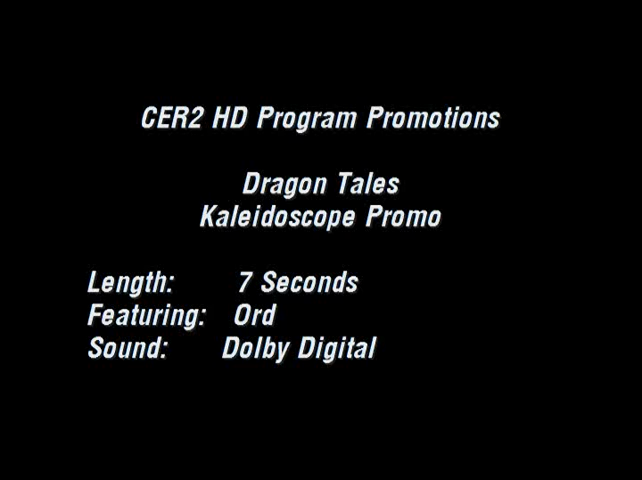 CER2 HD Program Promotions
Dragon Tales
Kaleidoscope Promo
Length: 7 Seconds
Featuring: Ord
Sound: Dolby Digital